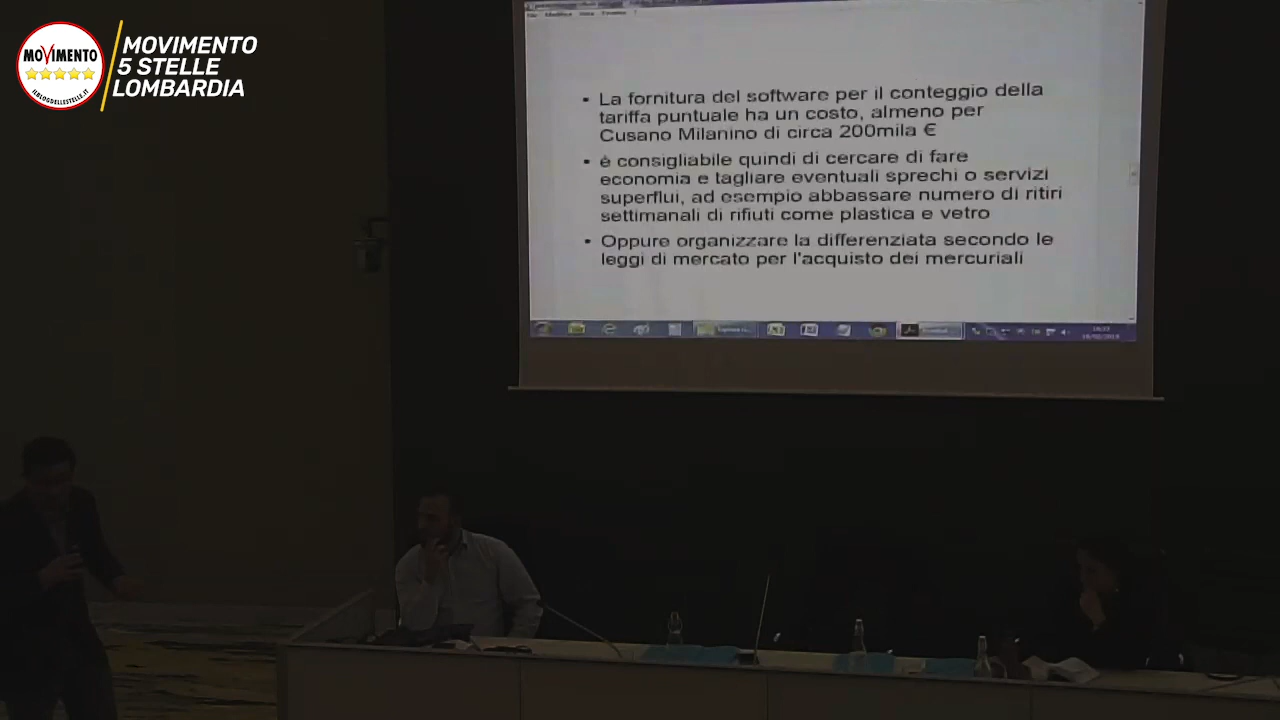 MOVIMENTO
ILBLOGDELLESTELLE.IT
MOVIMENTO
5 STELLE
LOMBARDIA
• La fornitura del software per il conteggio della
tariffa puntuale ha un costo, almeno per
Cusano Milanino di circa 200mila €
• è consigliabile quindi di cercare di fare
economia e tagliare eventuali sprechi o servizi
superflui, ad esempio abbassare numero di ritiri
settimanali di rifiuti come plastica e vetro
• Oppure organizzare la differenziata secondo le
leggi di mercato per l'acquisto dei mercuriali